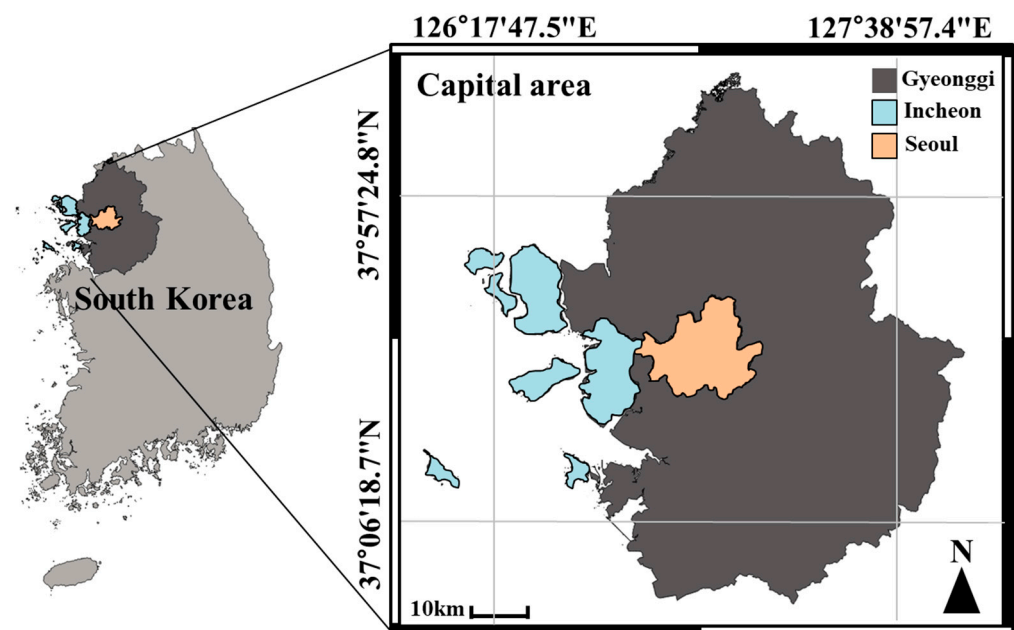 126°17'47.5"E
127°38'57.4"E
Capital area
Gyeonggi
Incheon
Seoul
37°57'24.8"N
South Korea
37°06'18.7"N
N
10km